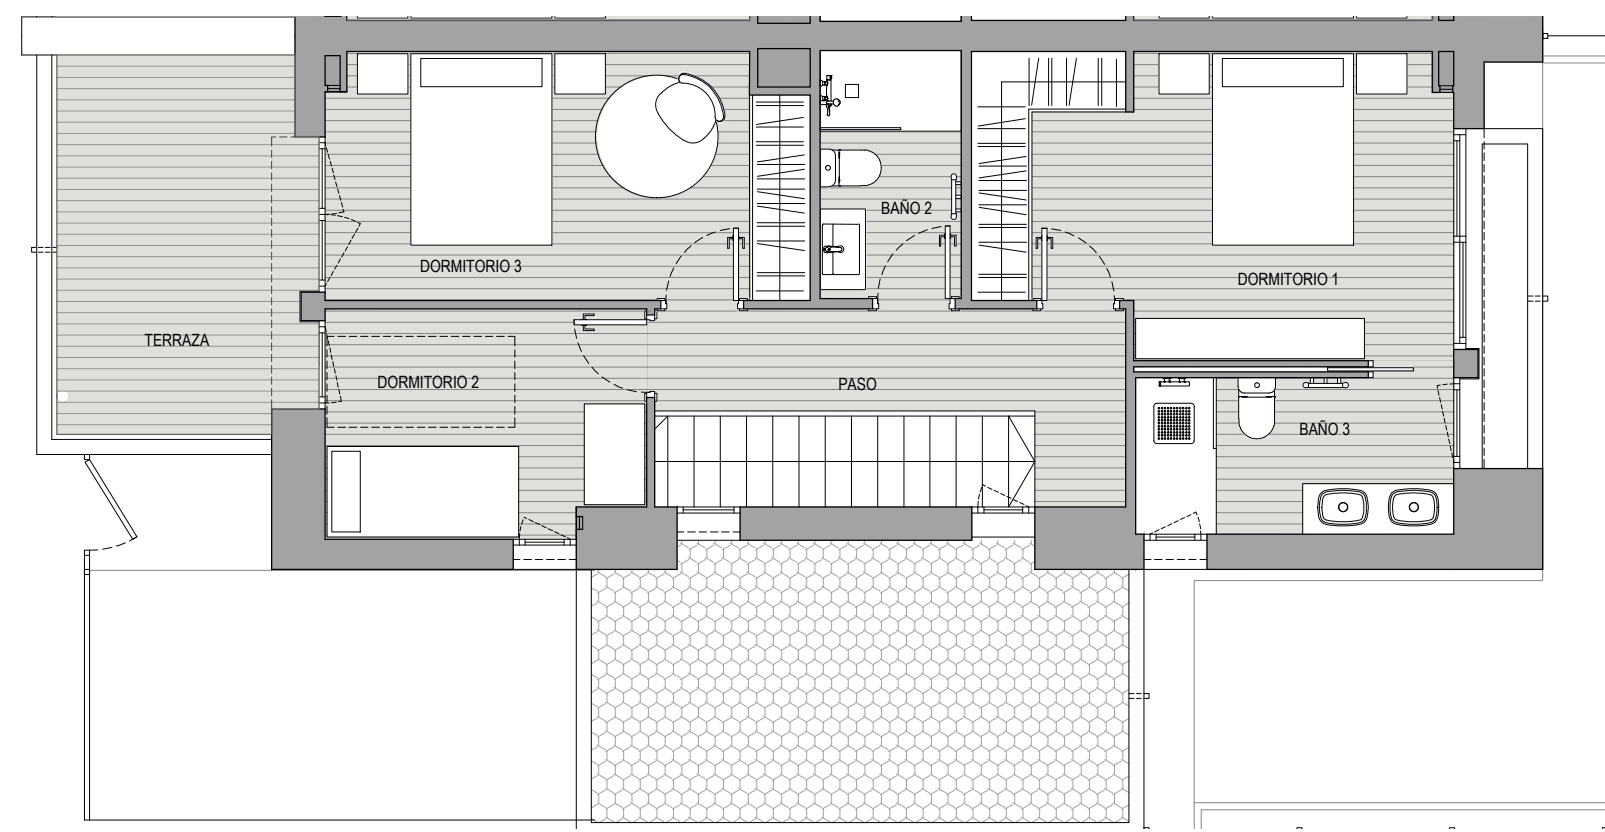 BAÑO 2
DORMITORIO 3
DORMITORIO 1
TERRAZA
DORMITORIO 2
PASO
BAÑO 3